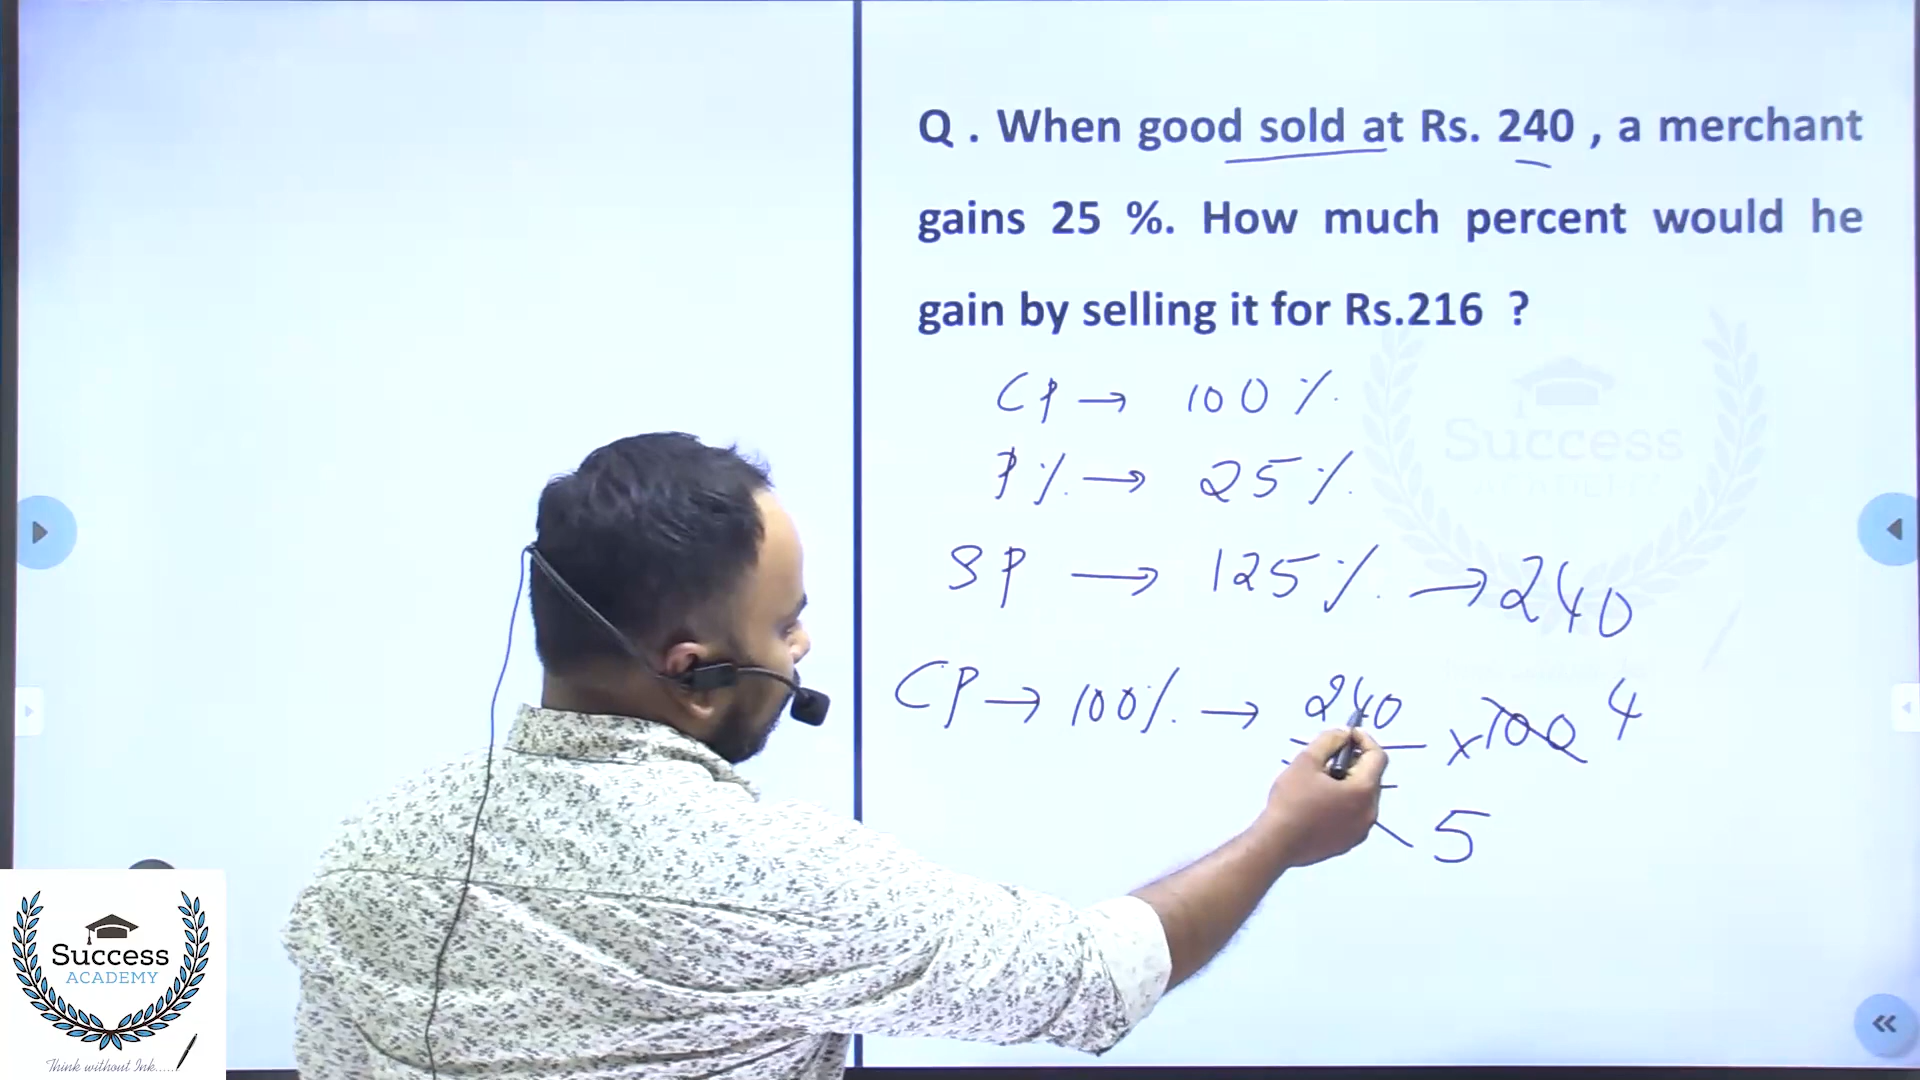 Q . When good sold at Rs. 240 , a merchant
gains 25 %. How much percent would he
gain by selling it for Rs.216 ?
CP → 100 %
P % → 25 %
SP → 125 % → 240
CP → 100% → 240 × 100 4
5
Success
ACADEMY
Success
ACADEMY
Think without Ink......